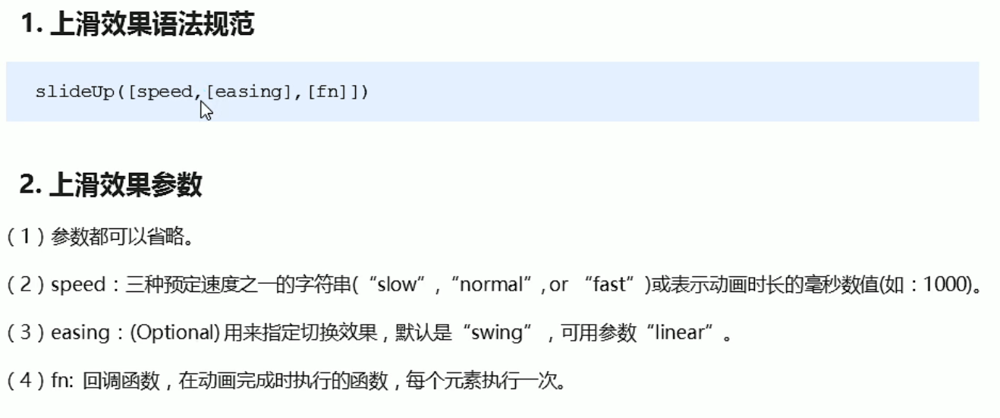 1. 上滑效果语法规范
slideUp([speed,[easing],[fn]])
2. 上滑效果参数
（1）参数都可以省略。
（2）speed：三种预定速度之一的字符串(“slow”,“normal”, or “fast”)或表示动画时长的毫秒数值(如：1000)。
（3）easing：(Optional) 用来指定切换效果，默认是“swing”，可用参数“linear”。
（4）fn: 回调函数，在动画完成时执行的函数，每个元素执行一次。